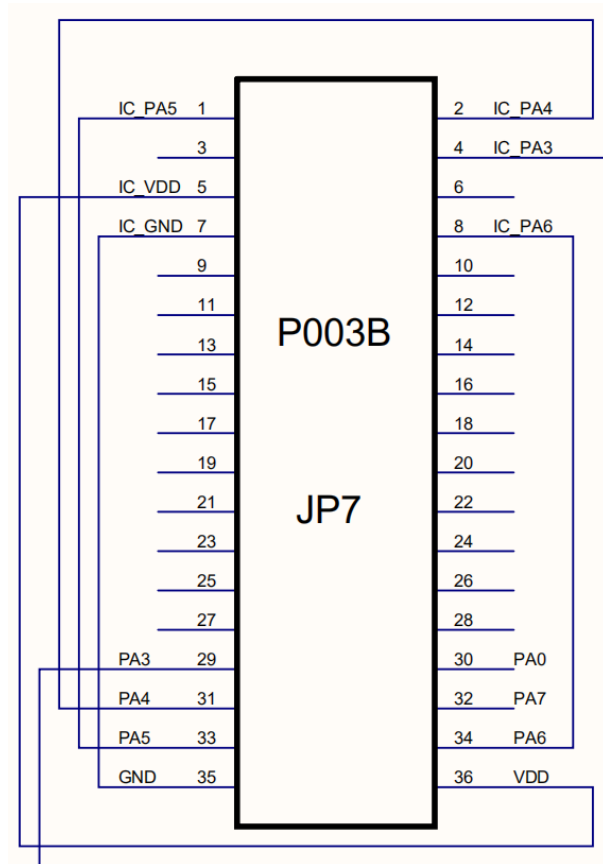 IC_PA5 1 2 IC_PA4
3 4 IC_PA3
IC_VDD 5 6
IC_GND 7 8 IC_PA6
9 10
11 12
13 P003B 14
15 16
17 18
19 20
21 JP7 22
23 24
25 26
27 28
PA3 29 30 PA0
PA4 31 32 PA7
PA5 33 34 PA6
GND 35 36 VDD